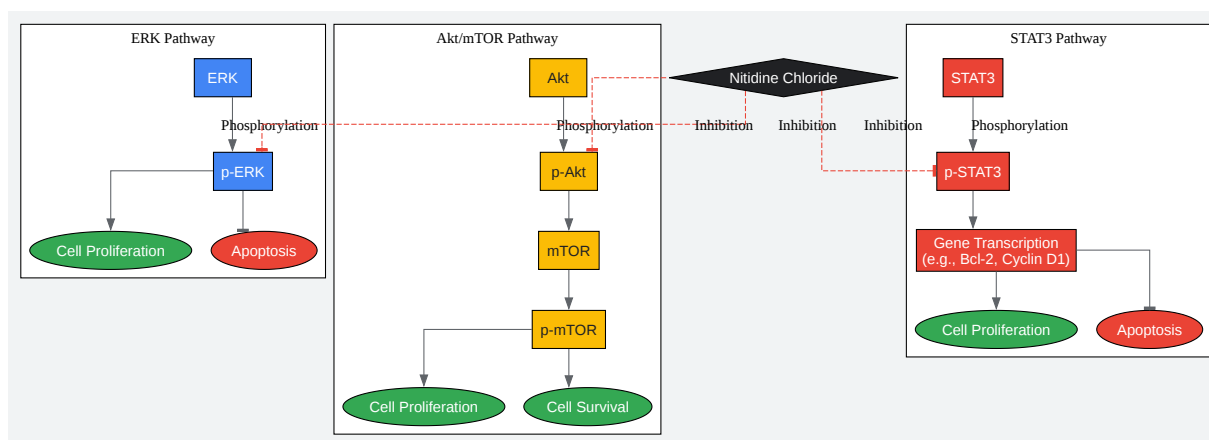 ERK Pathway
ERK
Phosphorylation
p-ERK
Cell Proliferation
Apoptosis
Akt/mTOR Pathway
Akt
Phosphorylation
p-Akt
mTOR
p-mTOR
Cell Proliferation
Cell Survival
Nitidine Chloride
Inhibition
Inhibition
Inhibition
STAT3 Pathway
STAT3
Phosphorylation
p-STAT3
Gene Transcription
(e.g., Bcl-2, Cyclin D1)
Cell Proliferation
Apoptosis